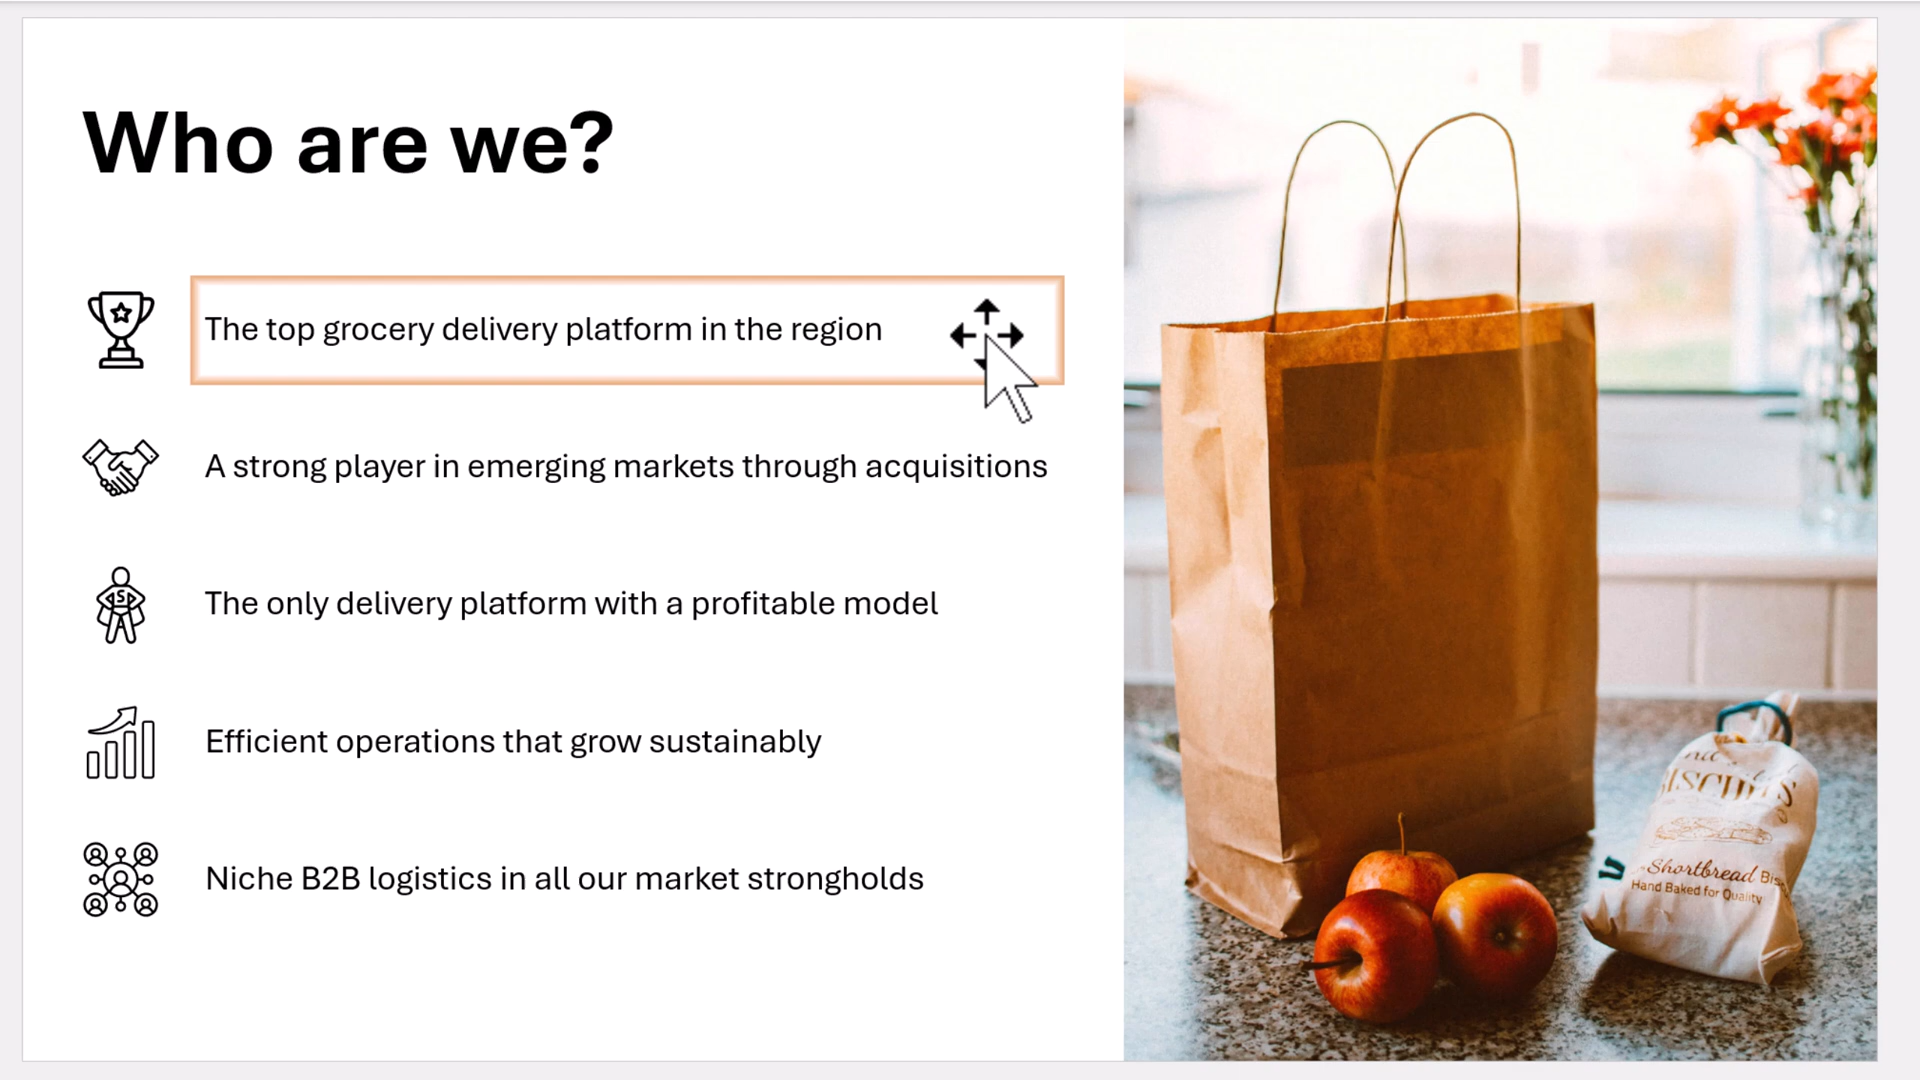 Who are we?
The top grocery delivery platform in the region
A strong player in emerging markets through acquisitions
The only delivery platform with a profitable model
Efficient operations that grow sustainably
Niche B2B logistics in all our market strongholds
Shortbread
Hand Baked for Quality